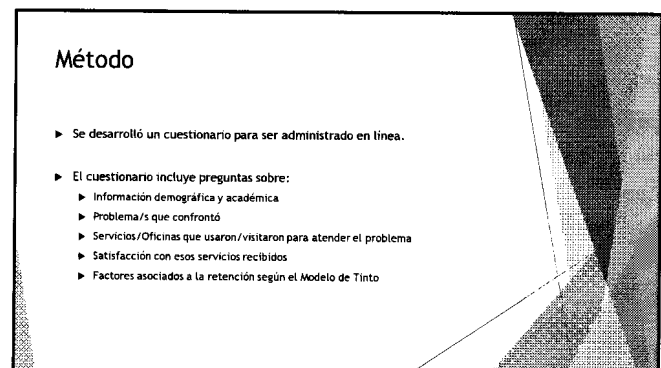 Método
Se desarrolló un cuestionario para ser administrado en línea.
El cuestionario incluye preguntas sobre:
Información demográfica y académica
Problema/s que confrontó
Servicios/Oficinas que usaron/visitaron para atender el problema
Satisfacción con esos servicios recibidos
Factores asociados a la retención según el Modelo de Tinto